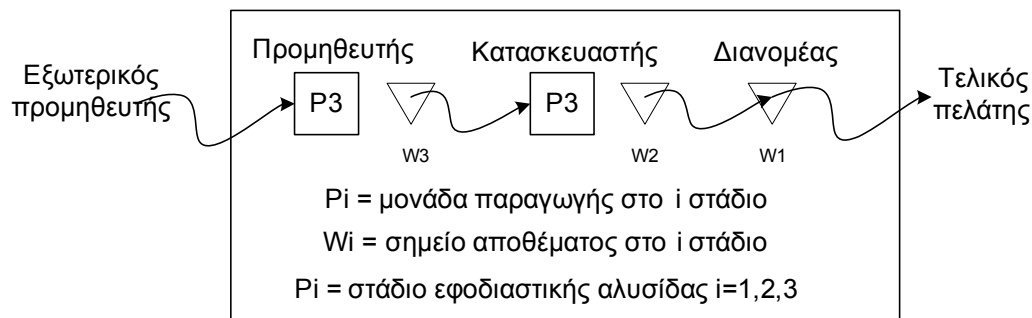 Προμηθευτής Κατασκευαστής Διανομέας
Εξωτερικός
προμηθευτής
P3
P3
Τελικός
πελάτης
W3 W2 W1
Pi = μονάδα παραγωγής στο i στάδιο
Wi = σημείο αποθέματος στο i στάδιο
Pi = στάδιο εφοδιαστικής αλυσίδας i=1,2,3